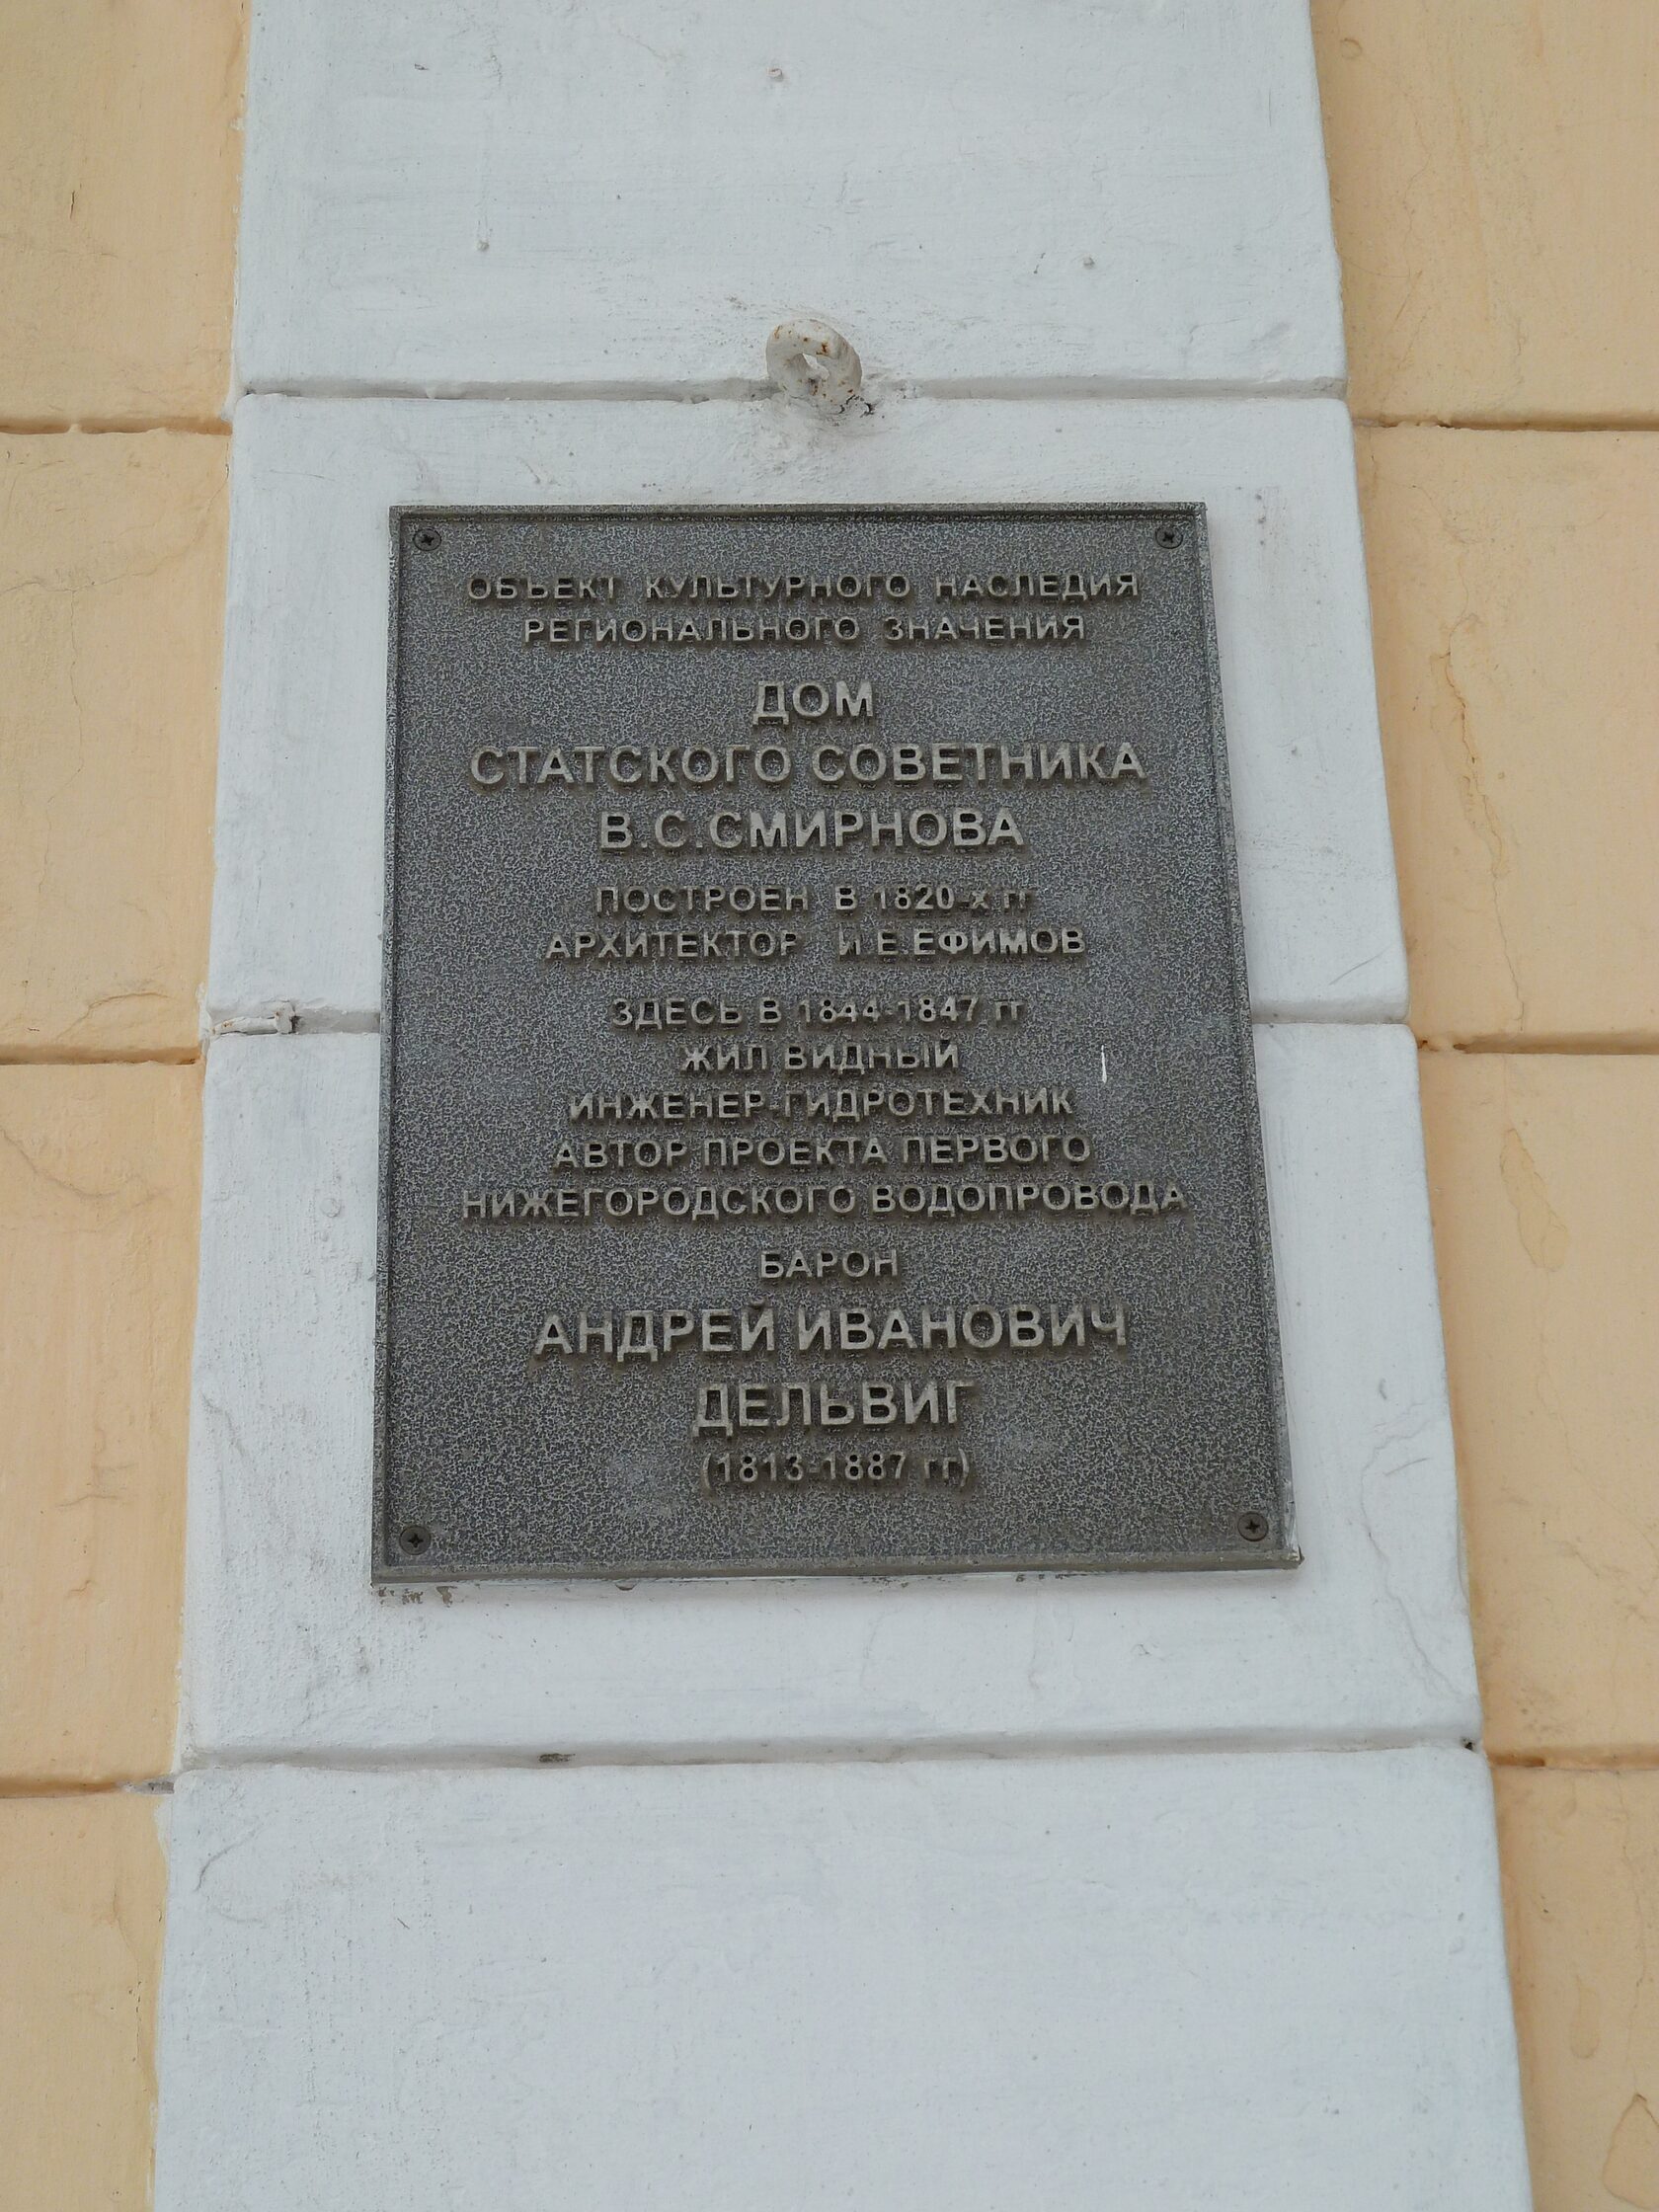 ОБЪЕКТ КУЛЬТУРНОГО НАСЛЕДИЯ
РЕГИОНАЛЬНОГО ЗНАЧЕНИЯ
ДОМ
СТАТСКОГО СОВЕТНИКА
В.С.СМИРНОВА
ПОСТРОЕН В 1820-х гг
АРХИТЕКТОР И.Е.ЕФИМОВ
ЗДЕСЬ В 1844-1847 гг
ЖИЛ ВИДНЫЙ
ИНЖЕНЕР-ГИДРОТЕХНИК
АВТОР ПРОЕКТА ПЕРВОГО
НИЖЕГОРОДСКОГО ВОДОПРОВОДА
БАРОН
АНДРЕЙ ИВАНОВИЧ
ДЕЛЬВИГ
(1813-1887 гг)